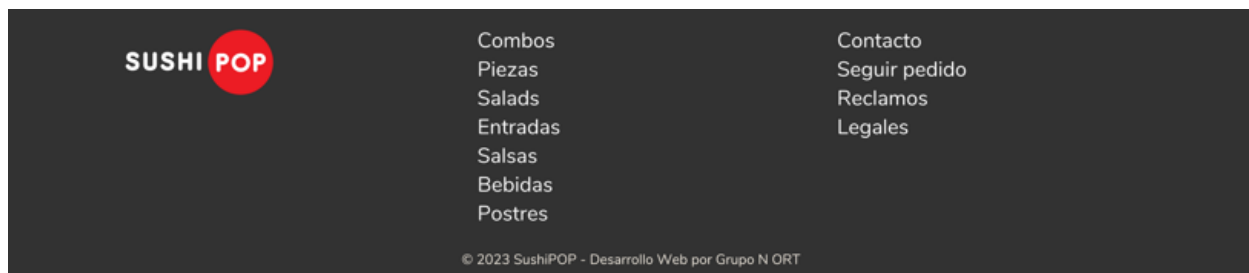 SUSHI POP
Combos
Piezas
Salads
Entradas
Salsas
Bebidas
Postres
Contacto
Seguir pedido
Reclamos
Legales
© 2023 SushiPOP - Desarrollo Web por Grupo N ORT